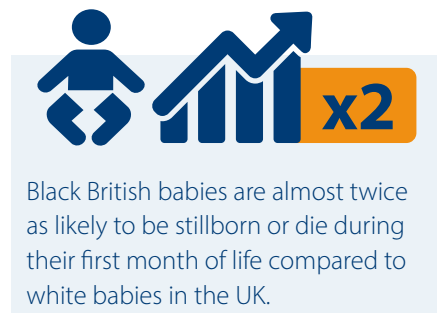 x2
Black British babies are almost twice
as likely to be stillborn or die during
their first month of life compared to
white babies in the UK.